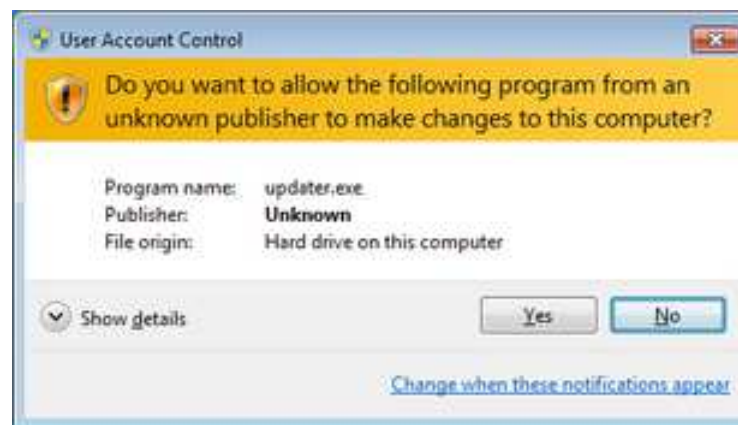 User Account Control
Do you want to allow the following program from an
unknown publisher to make changes to this computer?
Program name: updater.exe
Publisher: Unknown
File origin: Hard drive on this computer
Show details
Yes
No
Change when these notifications appear